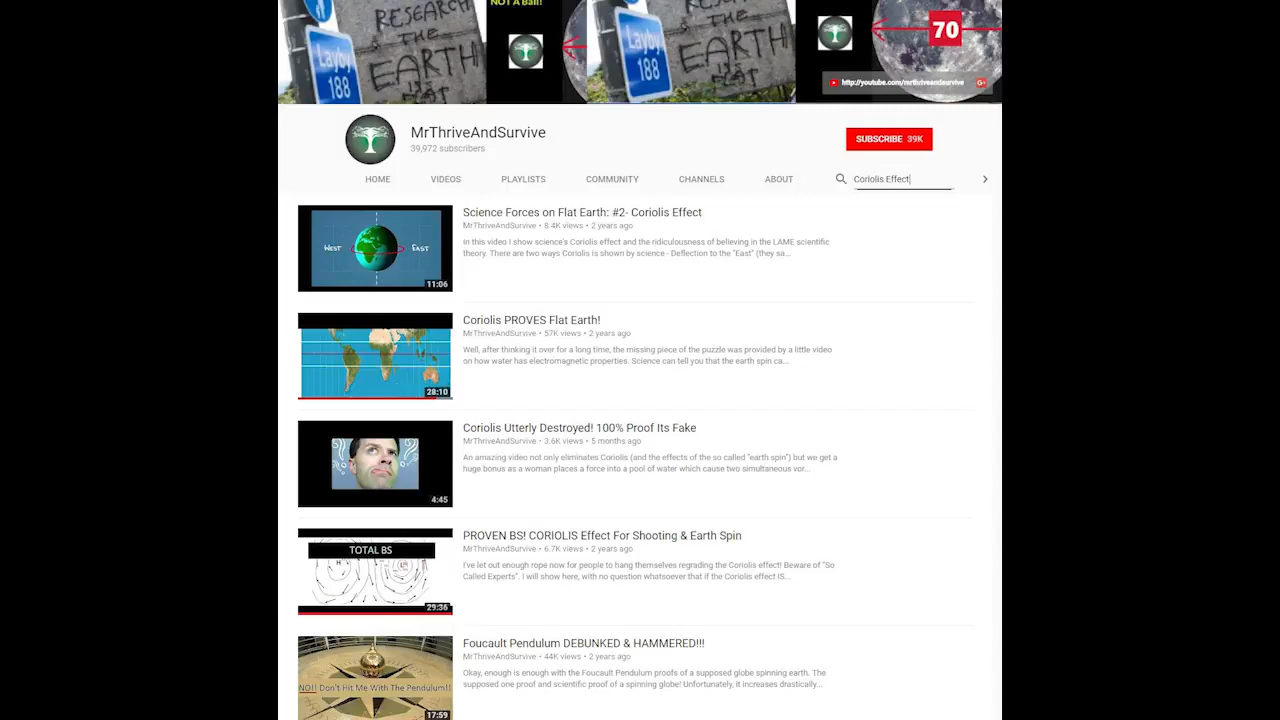 RESEARCH
THE
EARTH
IS FLAT
Layby
188
NOT A Ball!
RESEARCH
THE
EARTH
Layby
188
70
http://youtube.com/mrthriveandsurvive
G+
MrThriveAndSurvive
39,972 subscribers
SUBSCRIBE 39K
HOME VIDEOS PLAYLISTS COMMUNITY CHANNELS ABOUT Coriolis Effect
WEST EAST
11:06
Science Forces on Flat Earth: #2- Coriolis Effect
MrThriveAndSurvive • 8.4K views • 2 years ago
In this video I show science's Coriolis effect and the ridiculousness of believing in the LAME scientific
theory. There are two ways Coriolis is shown by science - Deflection to the "East" (they sa...
28:10
Coriolis PROVES Flat Earth!
MrThriveAndSurvive • 57K views • 2 years ago
Well, after thinking it over for a long time, the missing piece of the puzzle was provided by a little video
on how water has electromagnetic properties. Science can tell you that the earth spin ca...
4:45
Coriolis Utterly Destroyed! 100% Proof Its Fake
MrThriveAndSurvive • 3.6K views • 5 months ago
An amazing video not only eliminates Coriolis (and the effects of the so called "earth spin") but we get a
huge bonus as a woman places a force into a pool of water which cause two simultaneous vor...
TOTAL BS
H
29:36
PROVEN BS! CORIOLIS Effect For Shooting & Earth Spin
MrThriveAndSurvive • 6.7K views • 2 years ago
I've let out enough rope now for people to hang themselves regrading the Coriolis effect! Beware of "So
Called Experts". I will show here, with no question whatsoever that if the Coriolis effect IS...
NO!! Don't Hit Me With The Pendulum!!
17:59
Foucault Pendulum DEBUNKED & HAMMERED!!!
MrThriveAndSurvive • 44K views • 2 years ago
Okay, enough is enough with the Foucault Pendulum proofs of a supposed globe spinning earth. The
supposed one proof and scientific proof of a spinning globe! Unfortunately, it increases drastically...